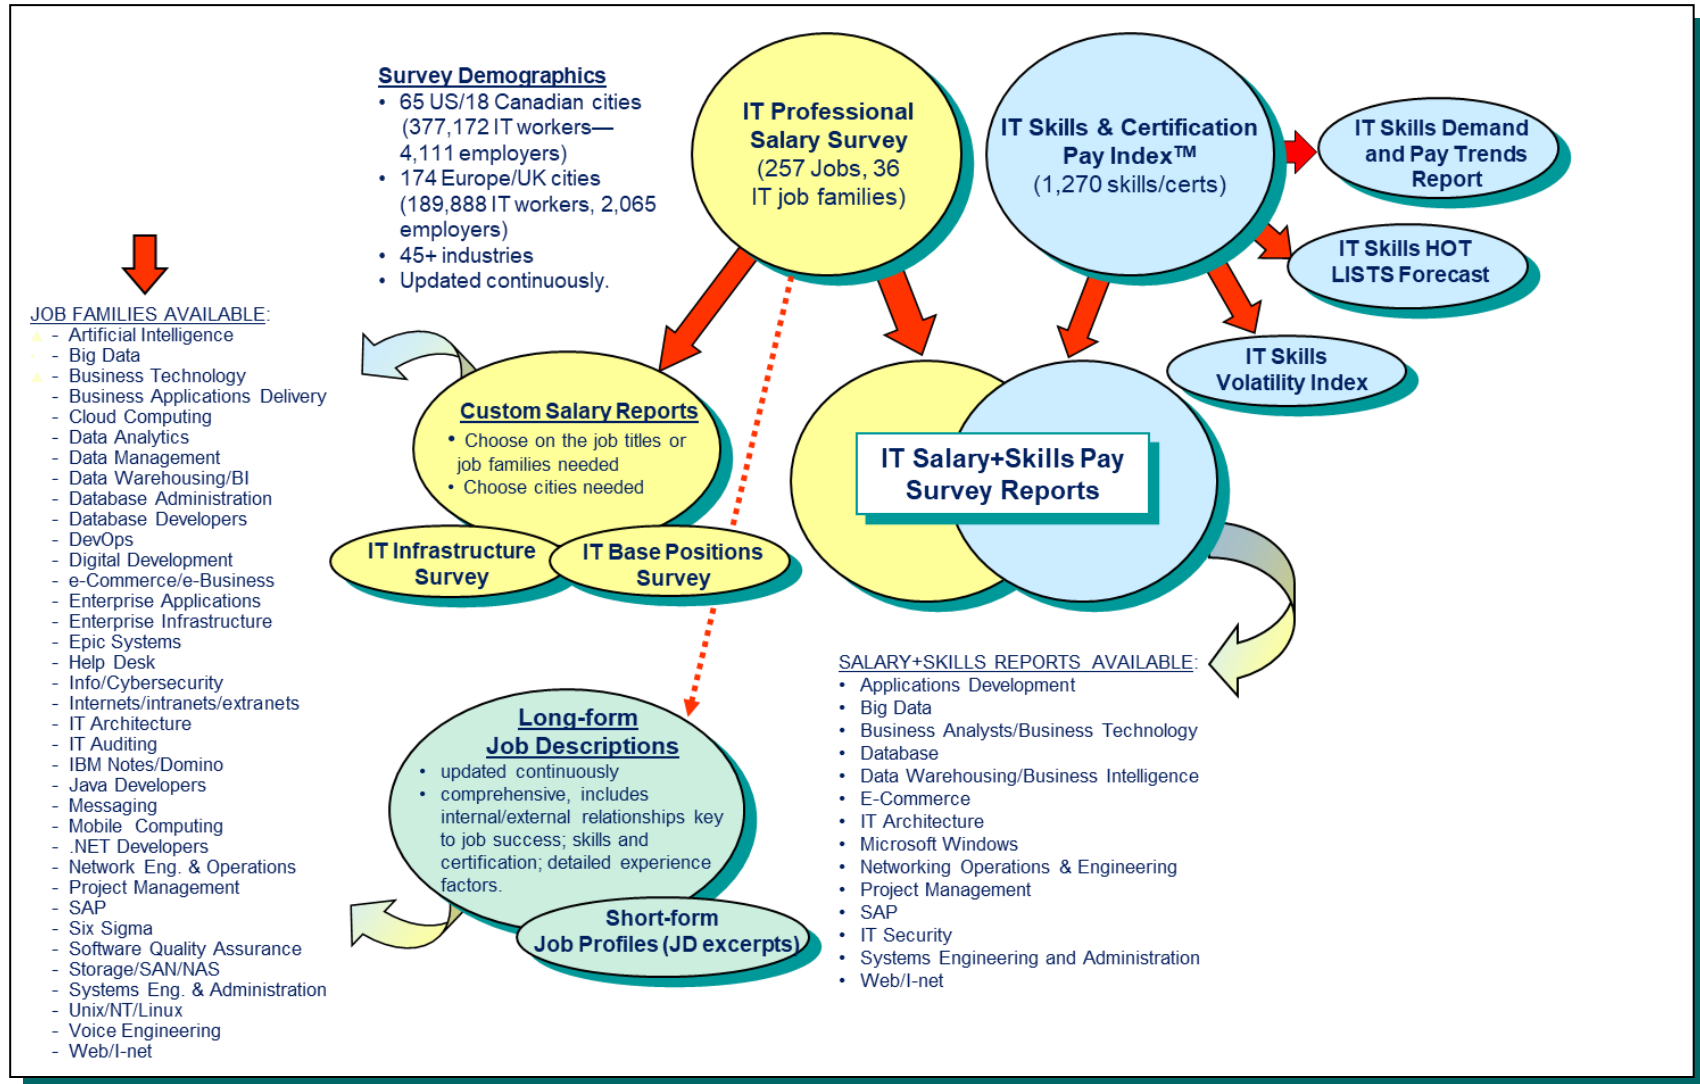 Survey Demographics
• 65 US/18 Canadian cities
(377,172 IT workers—
4,111 employers)
• 174 Europe/UK cities
(189,888 IT workers, 2,065
employers)
• 45+ industries
• Updated continuously.
IT Professional
Salary Survey
(257 Jobs, 36
IT job families)
IT Skills & Certification
Pay Index™
(1,270 skills/certs)
IT Skills Demand
and Pay Trends
Report
IT Skills HOT
LISTS Forecast
IT Skills
Volatility Index
JOB FAMILIES AVAILABLE:
- Artificial Intelligence
- Big Data
- Business Technology
- Business Applications Delivery
- Cloud Computing
- Data Analytics
- Data Management
- Data Warehousing/BI
- Database Administration
- Database Developers
- DevOps
- Digital Development
- e-Commerce/e-Business
- Enterprise Applications
- Enterprise Infrastructure
- Epic Systems
- Help Desk
- Info/Cybersecurity
- Internets/intranets/extranets
- IT Architecture
- IT Auditing
- IBM Notes/Domino
- Java Developers
- Messaging
- Mobile Computing
- .NET Developers
- Network Eng. & Operations
- Project Management
- SAP
- Six Sigma
- Software Quality Assurance
- Storage/SAN/NAS
- Systems Eng. & Administration
- Unix/NT/Linux
- Voice Engineering
- Web/I-net
Custom Salary Reports
• Choose on the job titles or
job families needed
• Choose cities needed
IT Infrastructure
Survey
IT Base Positions
Survey
IT Salary+Skills Pay
Survey Reports
Long-form
Job Descriptions
• updated continuously
• comprehensive, includes
internal/external relationships key
to job success; skills and
certification; detailed experience
factors.
Short-form
Job Profiles (JD excerpts)
SALARY+SKILLS REPORTS AVAILABLE:
• Applications Development
• Big Data
• Business Analysts/Business Technology
• Database
• Data Warehousing/Business Intelligence
• E-Commerce
• IT Architecture
• Microsoft Windows
• Networking Operations & Engineering
• Project Management
• SAP
• IT Security
• Systems Engineering and Administration
• Web/I-net